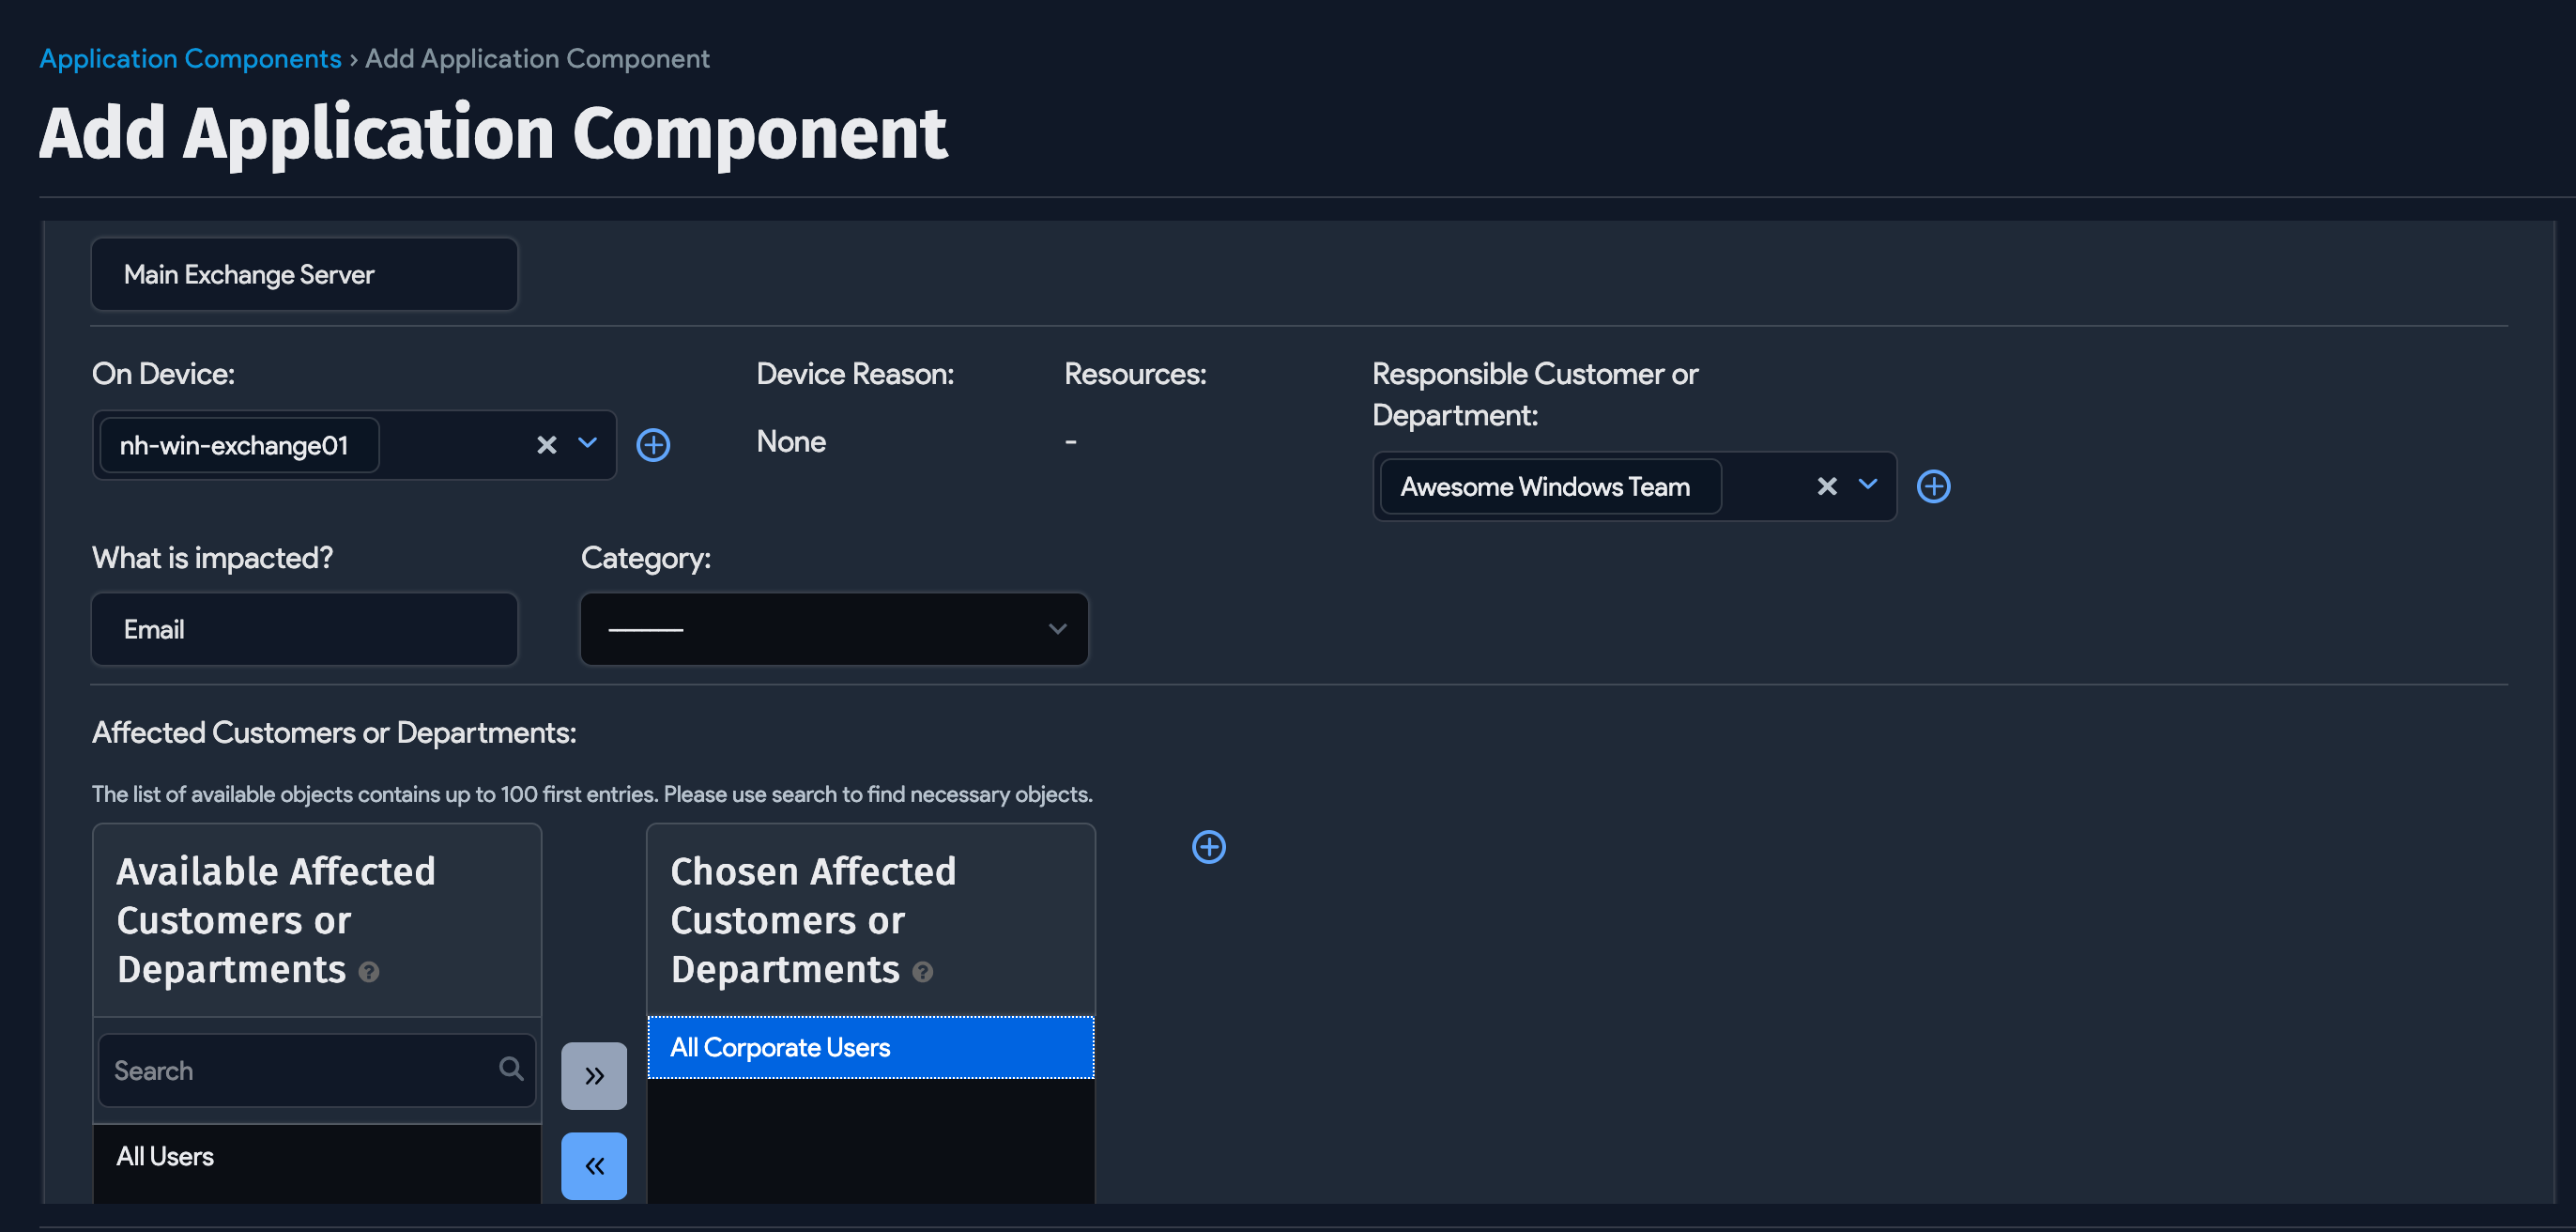 Application Components › Add Application Component
Add Application Component
Main Exchange Server
On Device:
Device Reason:
Resources:
Responsible Customer or
Department:
nh-win-exchange01
None
-
Awesome Windows Team
What is impacted?
Category:
Email
---------
Affected Customers or Departments:
The list of available objects contains up to 100 first entries. Please use search to find necessary objects.
Available Affected
Customers or
Departments ?
Search
All Users
»
«
Chosen Affected
Customers or
Departments ?
All Corporate Users